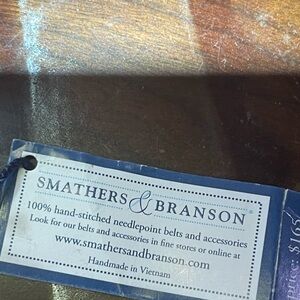 SMATHERS & BRANSON
100% hand-stitched needlepoint belts and accessories
Look for our belts and accessories in fine stores or online at
www.smathersandbranson.com
Handmade in Vietnam